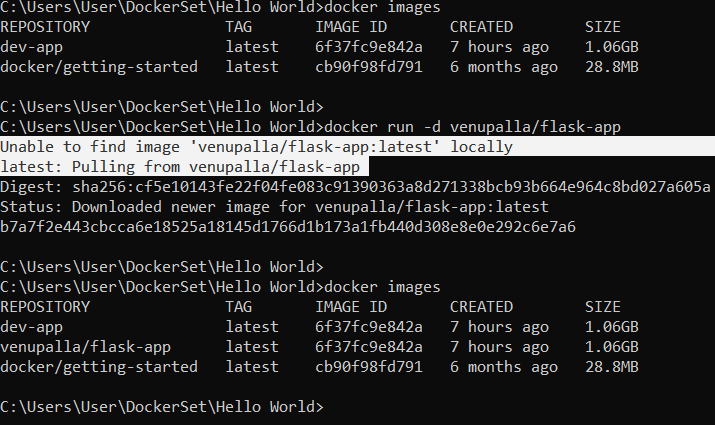 C:\Users\User\DockerSet\Hello World>docker images
REPOSITORY TAG IMAGE ID CREATED SIZE
dev-app latest 6f37fc9e842a 7 hours ago 1.06GB
docker/getting-started latest cb90f98fd791 6 months ago 28.8MB
C:\Users\User\DockerSet\Hello World>
C:\Users\User\DockerSet\Hello World>docker run -d venupalla/flask-app
Unable to find image 'venupalla/flask-app:latest' locally
latest: Pulling from venupalla/flask-app
Digest: sha256:cf5e10143fe22f04fe083c91390363a8d271338bcb93b664e964c8bd027a605a
Status: Downloaded newer image for venupalla/flask-app:latest
b7a7f2e443cbcca6e18525a18145d1766d1b173a1fb440d308e8e0e292c6e7a6
C:\Users\User\DockerSet\Hello World>
C:\Users\User\DockerSet\Hello World>docker images
REPOSITORY TAG IMAGE ID CREATED SIZE
dev-app latest 6f37fc9e842a 7 hours ago 1.06GB
venupalla/flask-app latest 6f37fc9e842a 7 hours ago 1.06GB
docker/getting-started latest cb90f98fd791 6 months ago 28.8MB
C:\Users\User\DockerSet\Hello World>